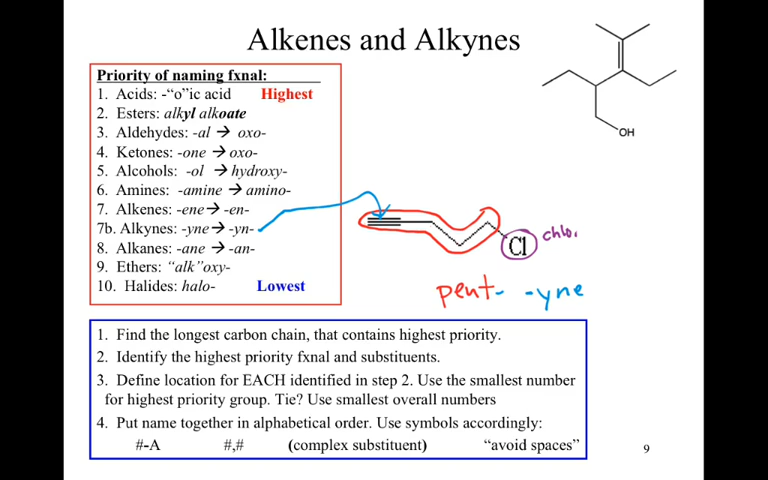 Alkenes and Alkynes
Priority of naming fxnal:
1. Acids: -“o”ic acid Highest
2. Esters: alkyl alkoate
3. Aldehydes: -al → oxo-
4. Ketones: -one → oxo-
5. Alcohols: -ol → hydroxy-
6. Amines: -amine → amino-
7. Alkenes: -ene → -en-
7b. Alkynes: -yne → -yn-
8. Alkanes: -ane → -an-
9. Ethers: “alk”oxy-
10. Halides: halo- Lowest
OH
Cl chlo.
pent- -yne
1. Find the longest carbon chain, that contains highest priority.
2. Identify the highest priority fxnal and substituents.
3. Define location for EACH identified in step 2. Use the smallest number
for highest priority group. Tie? Use smallest overall numbers
4. Put name together in alphabetical order. Use symbols accordingly:
#-A #,# (complex substituent) “avoid spaces”
9